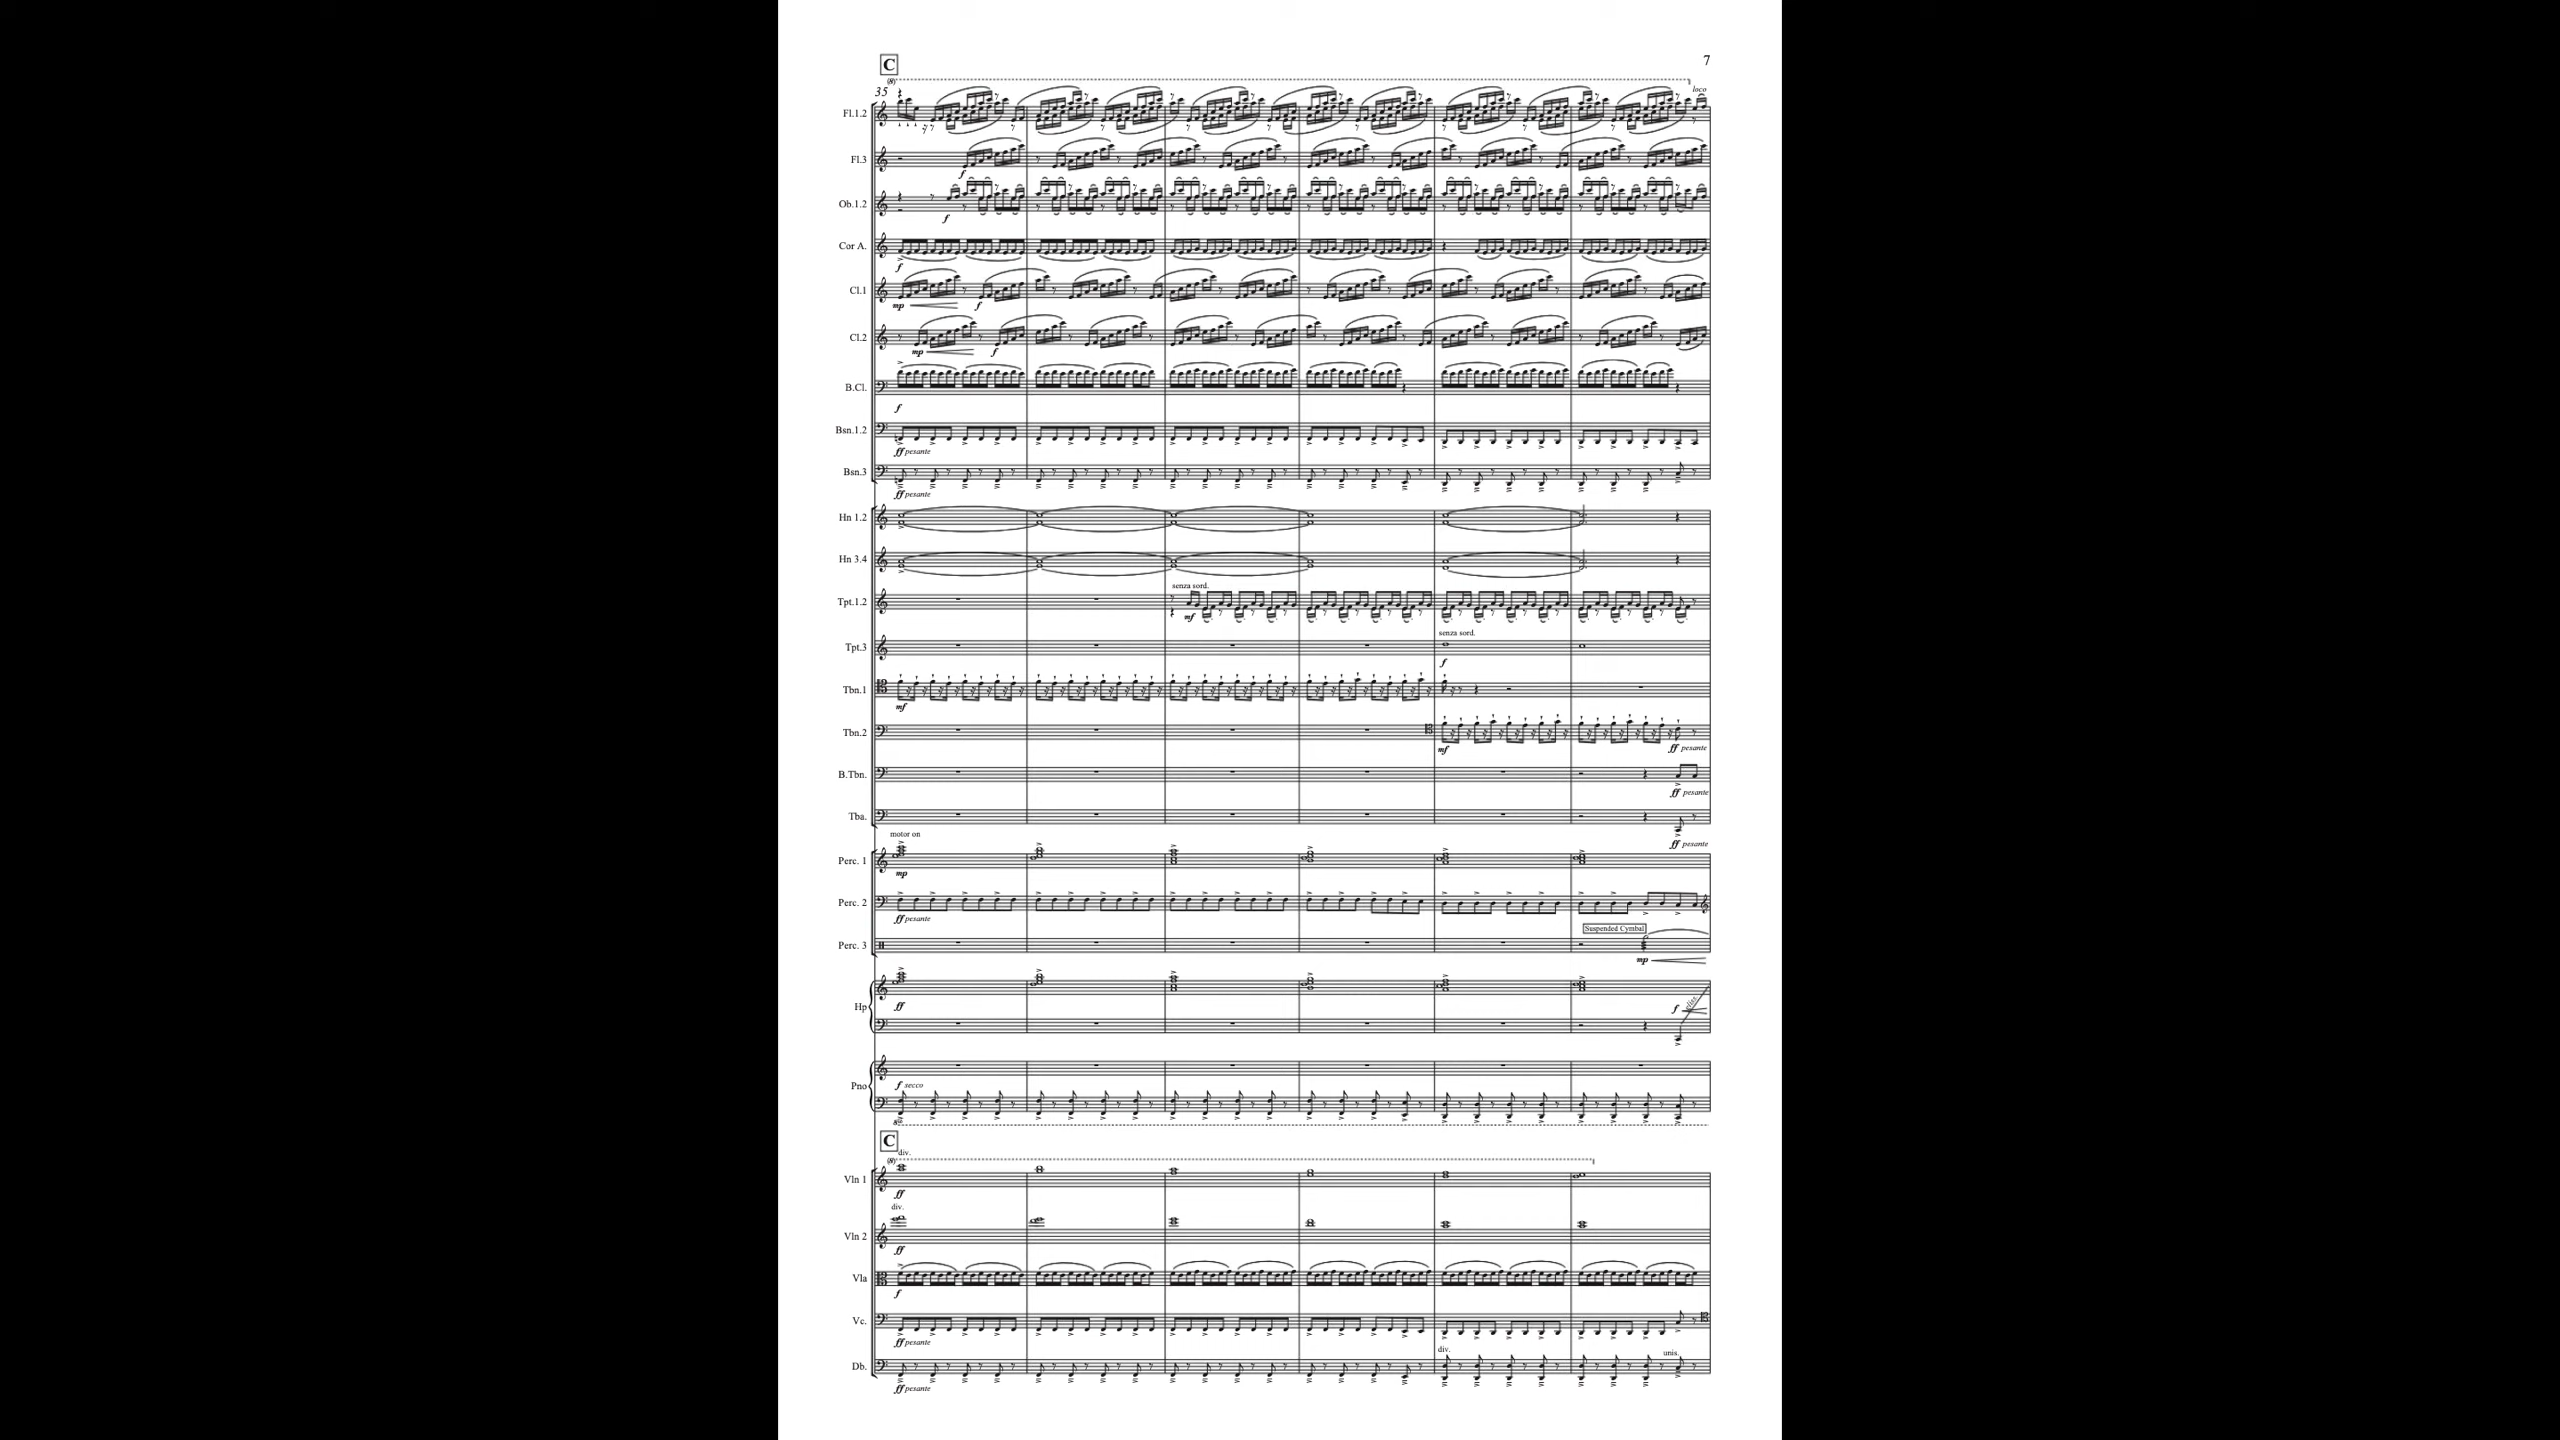 C
7
(8)
35
loco
Fl.1.2
Fl.3
f
Ob.1.2
f
Cor A.
f
Cl.1
mp f
Cl.2
mp f
B.Cl.
f
Bsn.1.2
ff pesante
Bsn.3
ff pesante
Hn 1.2
Hn 3.4
senza sord.
Tpt.1.2
mf
senza sord.
Tpt.3
f
Tbn.1
mf
Tbn.2
mf ff pesante
B.Tbn.
ff pesante
Tba.
ff pesante
motor on
Perc. 1
mp
Perc. 2
ff pesante
Suspended Cymbal
Perc. 3
mp
Hp
ff f
gliss.
Pno
f secco
8vb
C
div.
(8)
Vln 1
ff
div.
Vln 2
ff
Vla
f
Vc.
ff pesante
div. unis.
Db.
ff pesante